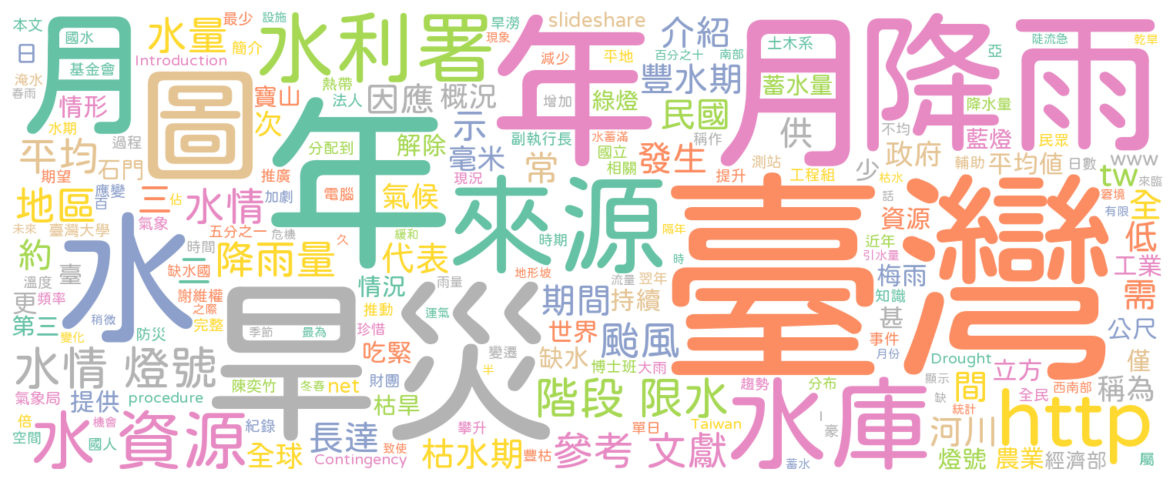 本文
國水
水量
最少
設施
水利署
旱澇
現象
年
slideshare
介紹
土木系
亞
陡流急
乾旱
月
日
基金會
簡介
Introduction
減少
平地
百分之十
南部
月降雨
淹水
春雨
情形
圖
寶山
熱帶
法人
因應
概況
增加
綠燈
豐水期
蓄水量
降水量
水期
過程
次
年
解除
示
副執行長
水蓄滿
民國
稱作
供
不均
藍燈
民眾
平均
石門
分配到
毫米
常
國立
相關
發生
測站
少
政府
輔助
平均值
日數
www
期望
應變
推廣
電腦
現況
提升
工程組
枯水
窘境
來臨
地區
百
三
佔
水情
加劇
氣候
來源
臺灣
話
有限
tw
全
未來
臺灣大學
氣象
五分之一
危機
緩和
久
時期
隔年
資源
低
約
水
二
時間
降雨量
代表
地形坡
時
近年
引水量
工業
溫度
臺
缺水國
旱災
雨量
流量
翌年
梅雨
需
更
頻率
謝維權
之際
情況
期間
持續
知識
第三
稍微
完整
推動
運氣
世界
颱風
甚
事件
月份
公尺
變化
防災
季節
最為
珍惜
吃緊
變遷
缺水
Drought
僅
水情
燈號
陳奕竹
冬春
net
財團
半
博士班
大雨
趨勢
分布
間
顯示
立方
西南部
稱為
氣象局
提供
procedure
枯旱
階段
限水
水庫
缺
全民
倍
機會
紀錄
攀升
單日
豪
統計
http
空間
國人
水資源
全球
長達
致使
Contingency
枯水期
豐枯
參考
文獻
Taiwan
蓄水
河川
燈號
農業
經濟部
屬